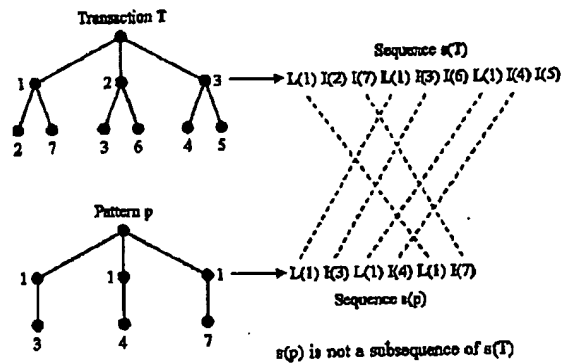 Transaction T
Sequence s(T)
1 2 3
L(1) I(2) I(7) L(1) I(3) I(6) L(1) I(4) I(5)
2 7 3 6 4 5
Pattern p
1 1 1
L(1) I(3) L(1) I(4) L(1) I(7)
Sequence s(p)
3 4 7
s(p) is not a subsequence of s(T)